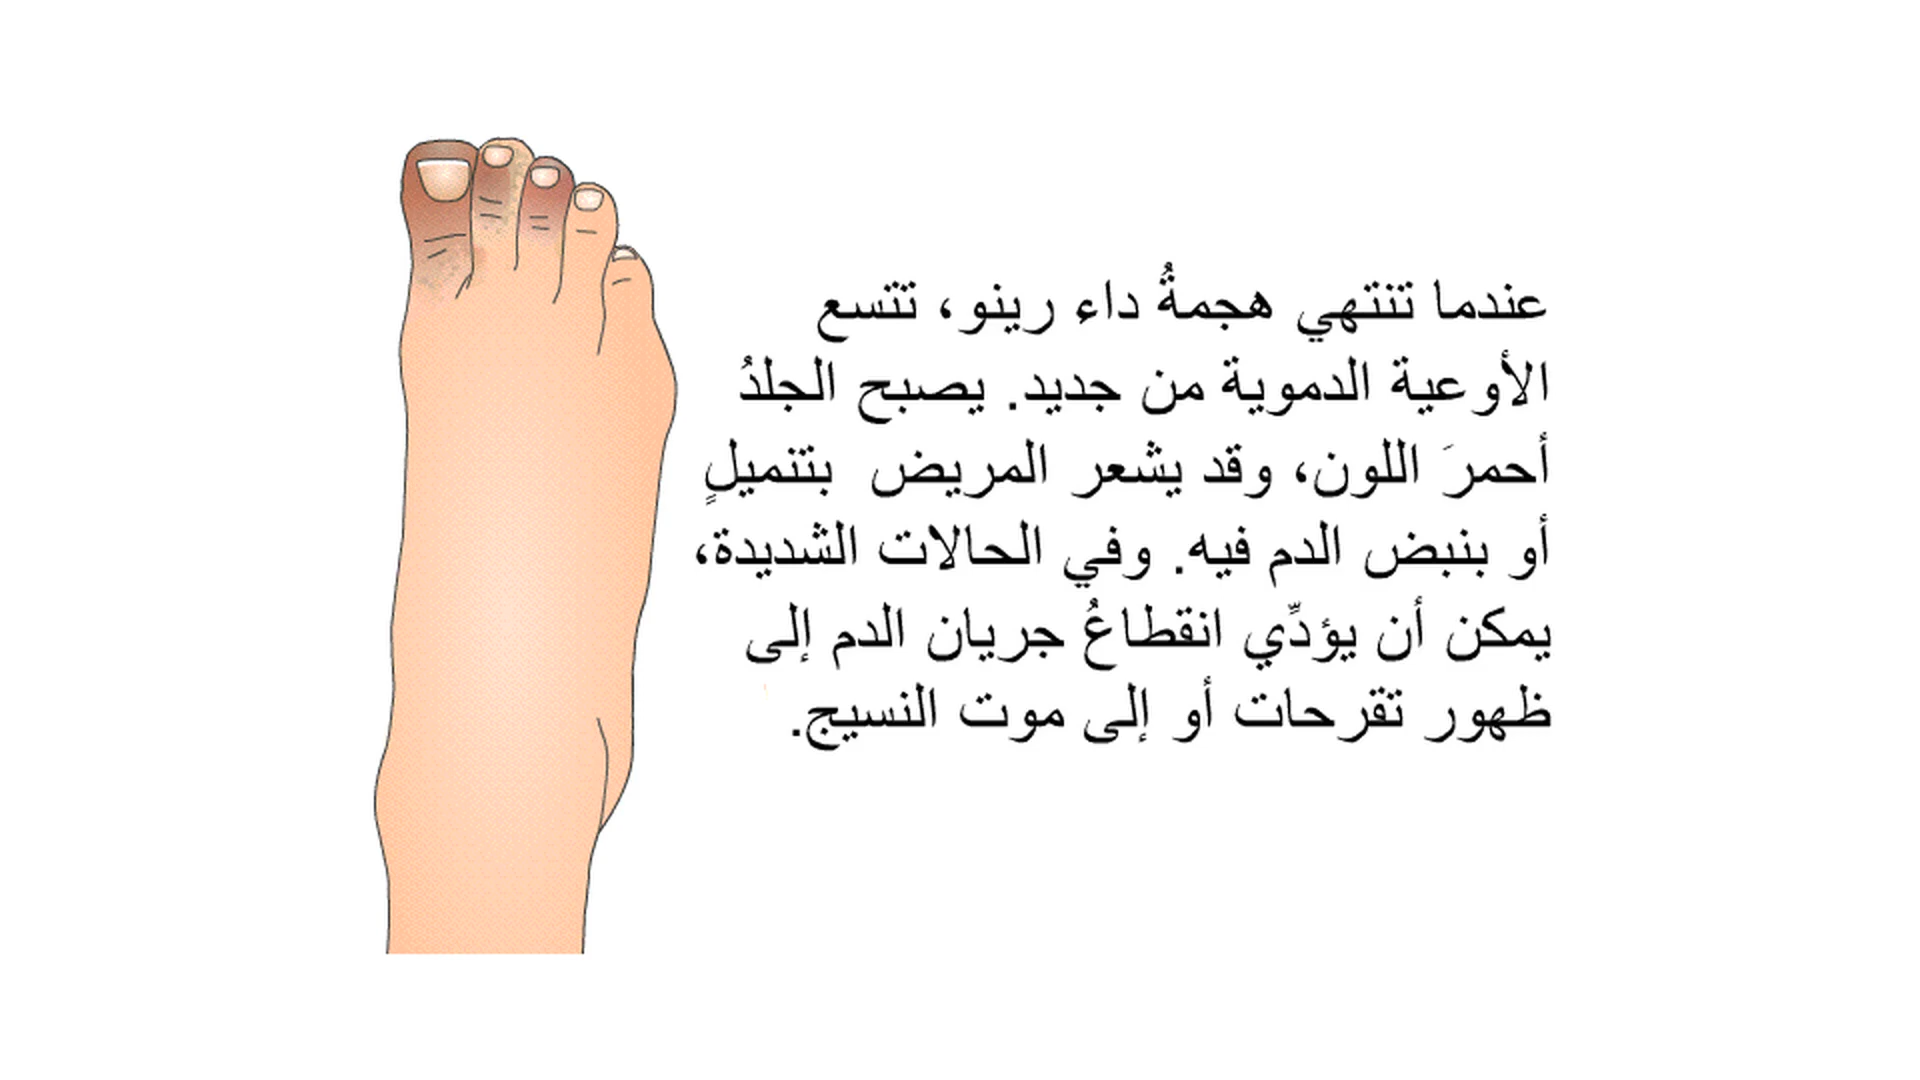 عندما تنتهي هجمةُ داء رينو، تتسع
الأوعية الدموية من جديد. يصبح الجلدُ
أحمرَ اللون، وقد يشعر المريض  بتنميلٍ
أو بنبض الدم فيه. وفي الحالات الشديدة،
يمكن أن يؤدِّي انقطاعُ جريان الدم إلى
ظهور تقرحات أو إلى موت النسيج.